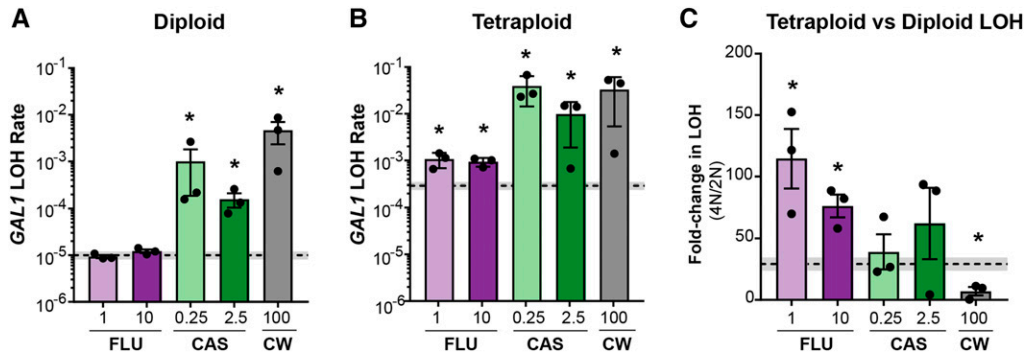 A
Diploid
GAL1 LOH Rate
10-1
10-2
10-3
10-4
10-5
10-6
*
*
*
1
10
0.25
2.5
100
FLU
CAS
CW
B
Tetraploid
GAL1 LOH Rate
10-1
10-2
10-3
10-4
10-5
10-6
*
*
*
*
*
1
10
0.25
2.5
100
FLU
CAS
CW
C
Tetraploid vs Diploid LOH
Fold-change in LOH
(4N/2N)
200
150
100
50
0
*
*
*
1
10
0.25
2.5
100
FLU
CAS
CW